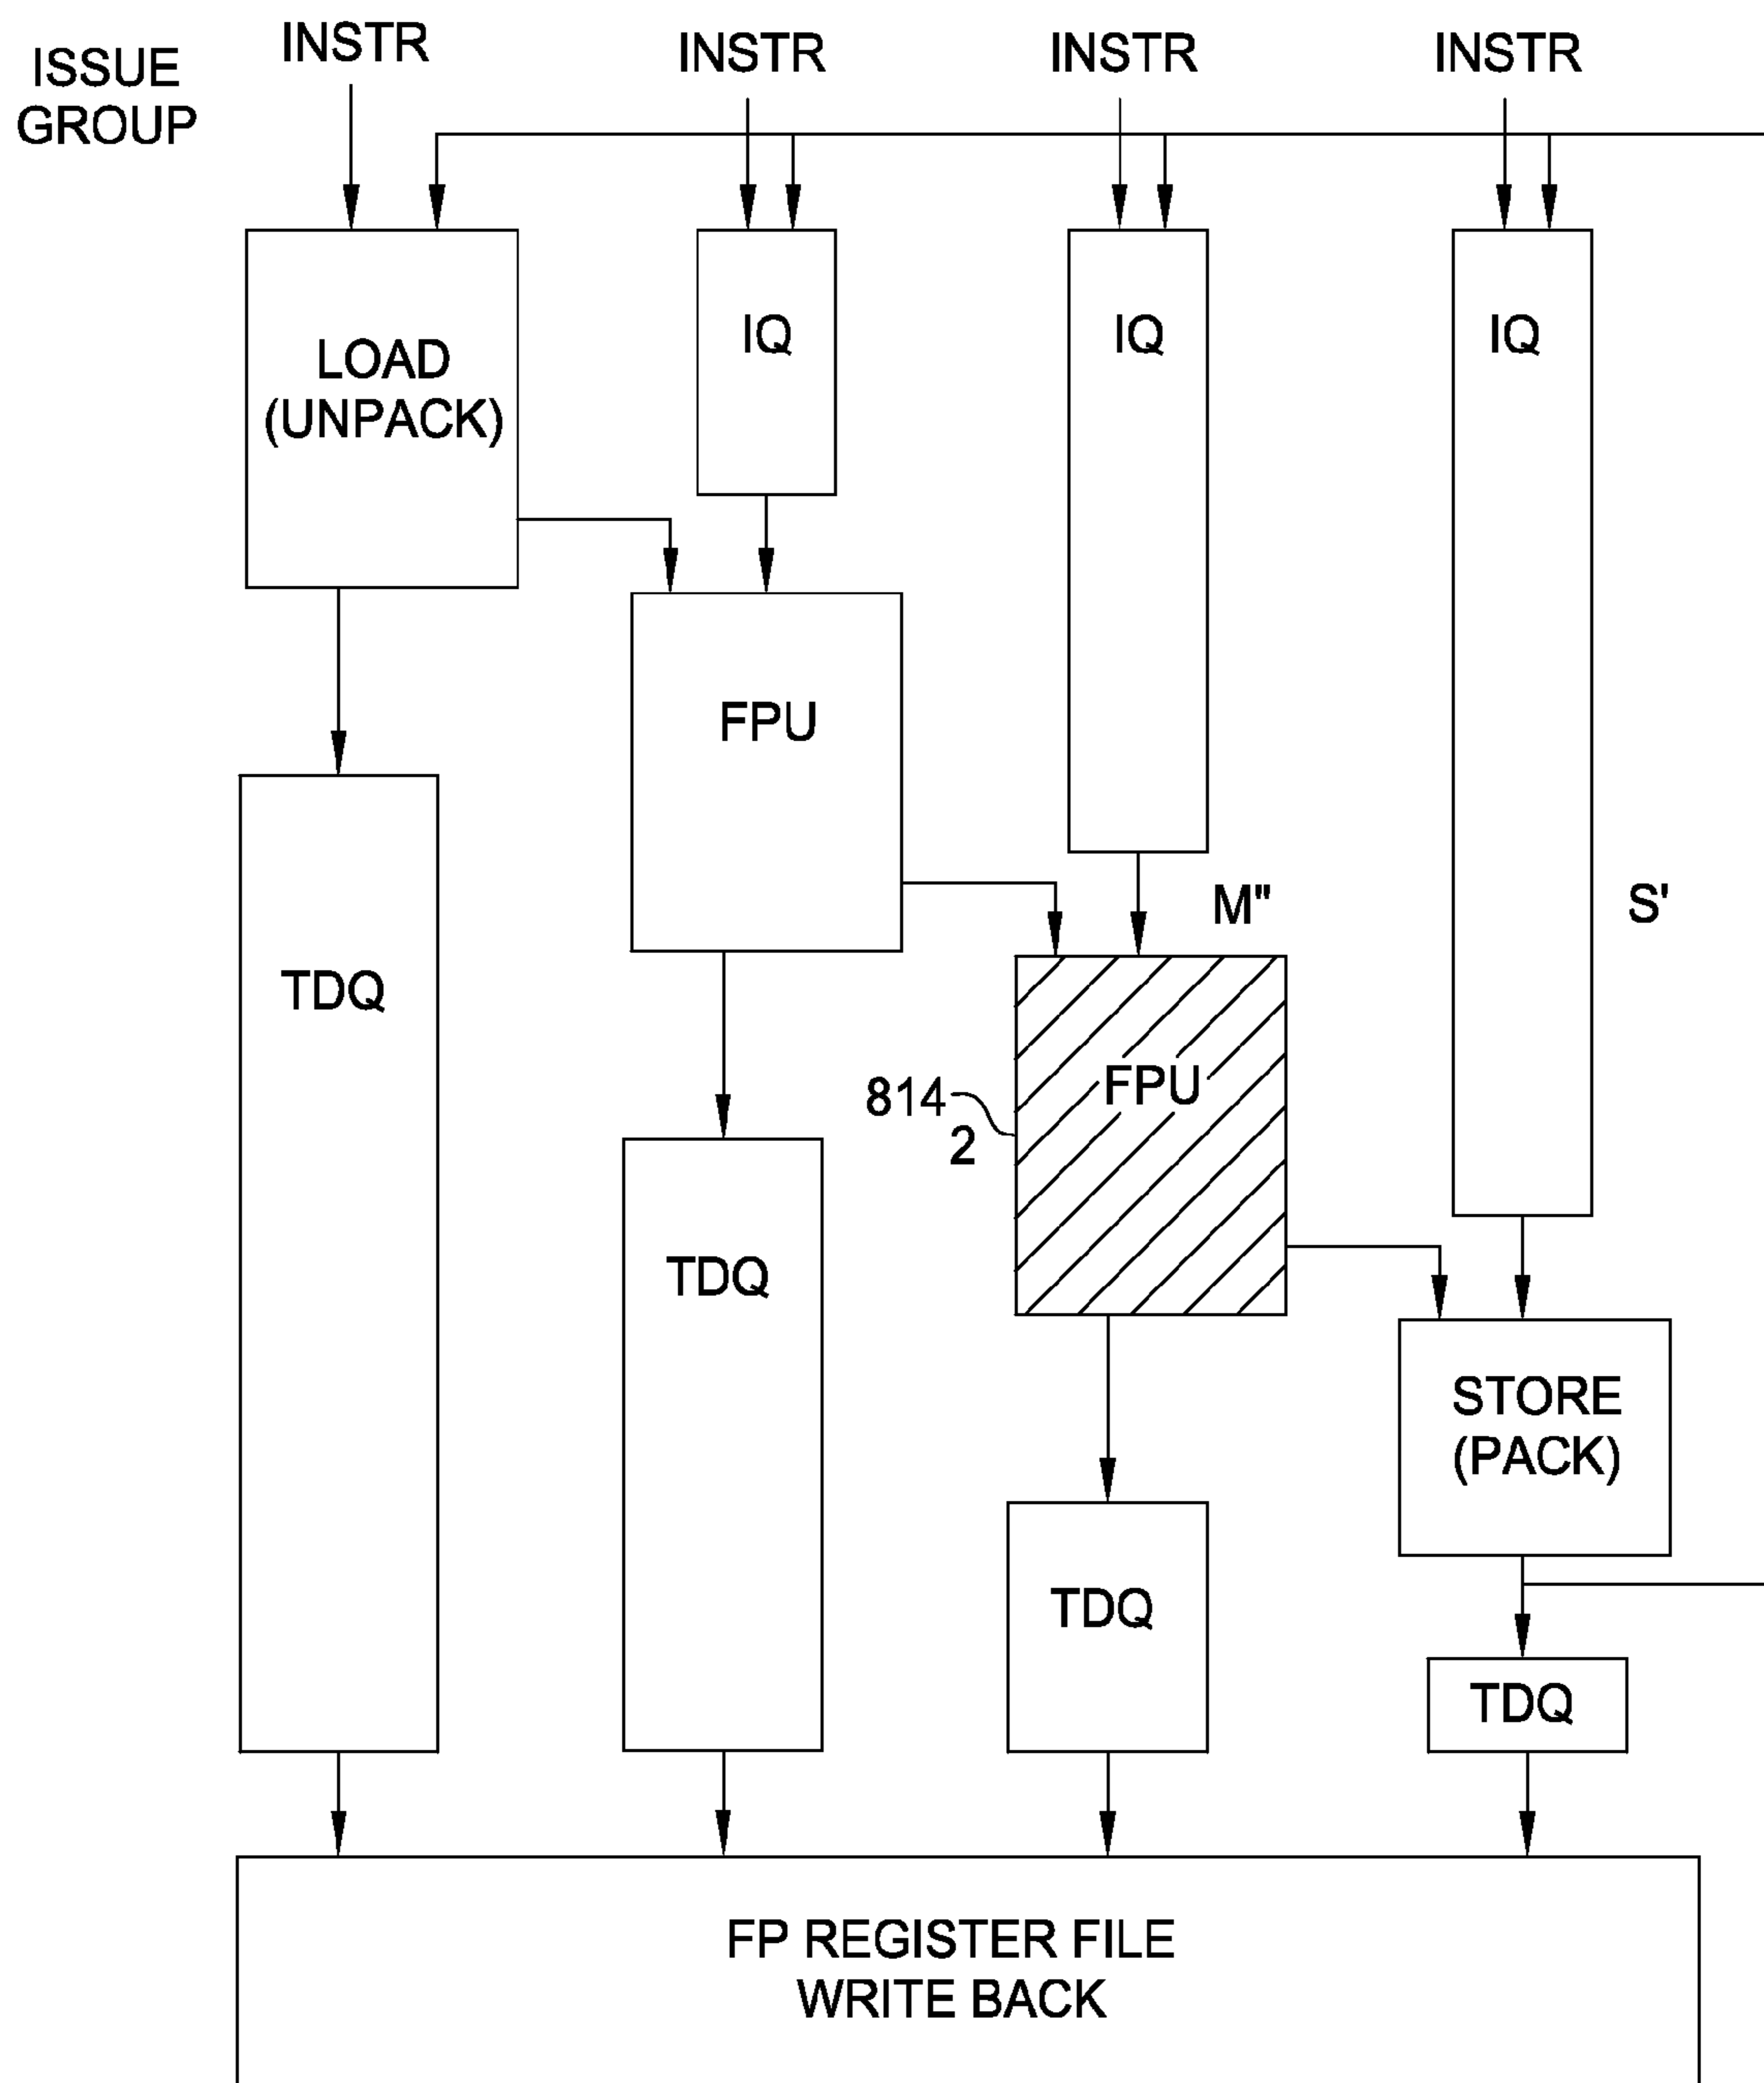 ISSUE
GROUP
INSTR
INSTR
INSTR
INSTR
LOAD
(UNPACK)
IQ
IQ
IQ
FPU
M"
S'
TDQ
FPU
814
2
TDQ
STORE
(PACK)
TDQ
TDQ
FP REGISTER FILE
WRITE BACK